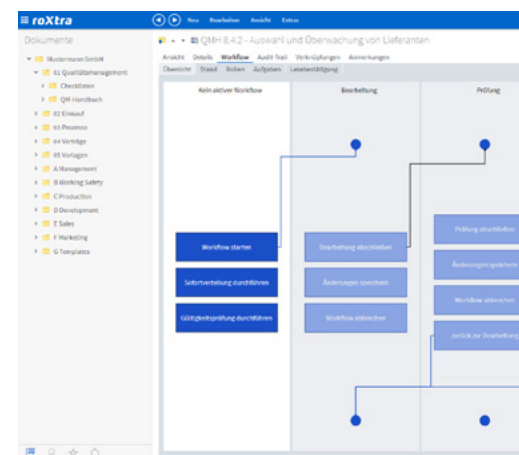 roXtra
Neu Bearbeiten Ansicht Extras
Dokumente
QMH 8.4.2 - Auswahl und Überwachung von Lieferanten
Ansicht Details Workflow Audit-Trail Verknüpfungen Anmerkungen
Übersicht Stand Rollen Aufgaben Lesebestätigung
Mustermann GmbH
01 Qualitätsmanagement
Checklisten
QM-Handbuch
02 Einkauf
03 Prozesse
04 Verträge
05 Vorlagen
A Management
B Working Safety
C Production
D Development
E Sales
F Marketing
G Templates
Kein aktiver Workflow
Workflow starten
Sofortverteilung durchführen
Gültigkeitsprüfung durchführen
Bearbeitung
Bearbeitung abschließen
Änderungen speichern
Workflow abbrechen
Prüfung
Prüfung abschließen
Änderungen speichern
Workflow abbrechen
zurück zur Bearbeitung